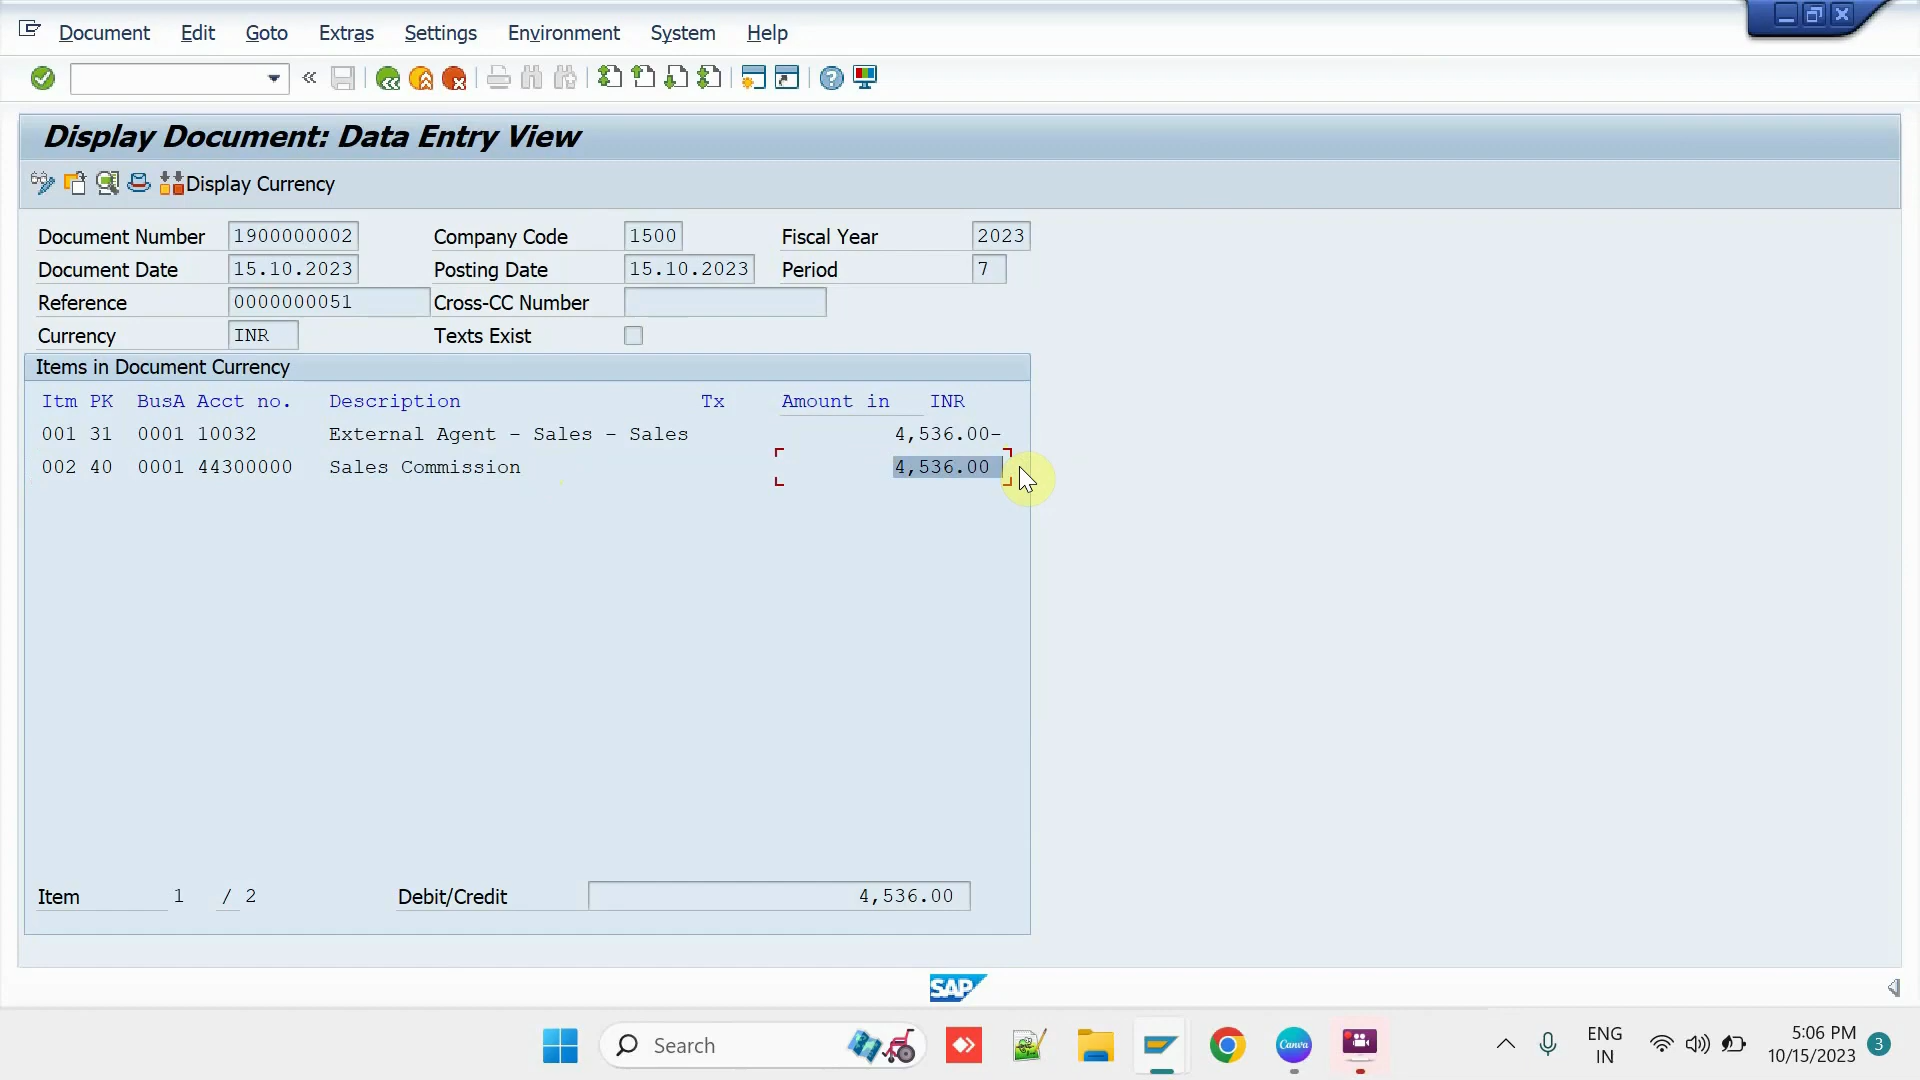 Document Edit Goto Extras Settings Environment System Help
Display Document: Data Entry View
Display Currency
Document Number 1900000002 Company Code 1500 Fiscal Year 2023
Document Date 15.10.2023 Posting Date 15.10.2023 Period 7
Reference 0000000051 Cross-CC Number
Currency INR Texts Exist
Items in Document Currency
Itm PK BusA Acct no. Description Tx Amount in INR
001 31 0001 10032 External Agent - Sales - Sales 4,536.00-
002 40 0001 44300000 Sales Commission 4,536.00
Item 1 / 2 Debit/Credit 4,536.00
SAP
Search Canva ENG 5:06 PM 3
IN 10/15/2023